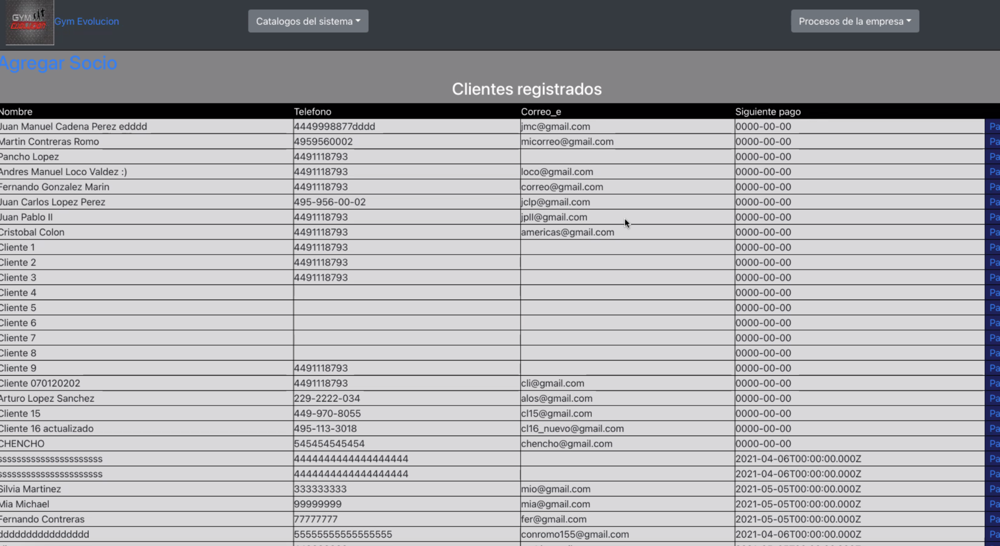 GYM
EVOLUCION
Gym Evolucion
Catalogos del sistema
Procesos de la empresa
Agregar Socio
Clientes registrados
Nombre Telefono Correo_e Siguiente pago
Juan Manuel Cadena Perez edddd 4449998877dddd jmc@gmail.com 0000-00-00 Pa
Martin Contreras Romo 4959560002 micorreo@gmail.com 0000-00-00 Pa
Pancho Lopez 4491118793 0000-00-00 Pa
Andres Manuel Loco Valdez :) 4491118793 loco@gmail.com 0000-00-00 Pa
Fernando Gonzalez Marin 4491118793 correo@gmail.com 0000-00-00 Pa
Juan Carlos Lopez Perez 495-956-00-02 jclp@gmail.com 0000-00-00 Pa
Juan Pablo II 4491118793 jpII@gmail.com 0000-00-00 Pa
Cristobal Colon 4491118793 americas@gmail.com 0000-00-00 Pa
Cliente 1 4491118793 0000-00-00 Pa
Cliente 2 4491118793 0000-00-00 Pa
Cliente 3 4491118793 0000-00-00 Pa
Cliente 4 0000-00-00 Pa
Cliente 5 0000-00-00 Pa
Cliente 6 0000-00-00 Pa
Cliente 7 0000-00-00 Pa
Cliente 8 0000-00-00 Pa
Cliente 9 4491118793 0000-00-00 Pa
Cliente 070120202 4491118793 cli@gmail.com 0000-00-00 Pa
Arturo Lopez Sanchez 229-2222-034 alos@gmail.com 0000-00-00 Pa
Cliente 15 449-970-8055 cl15@gmail.com 0000-00-00 Pa
Cliente 16 actualizado 495-113-3018 cl16_nuevo@gmail.com 0000-00-00 Pa
CHENCHO 545454545454 chencho@gmail.com 0000-00-00 Pa
sssssssssssssssssssssss 4444444444444444444 2021-04-06T00:00:00.000Z Pa
sssssssssssssssssssssss 4444444444444444444 2021-04-06T00:00:00.000Z Pa
Silvia Martinez 333333333 mio@gmail.com 2021-05-05T00:00:00.000Z Pa
Mia Michael 99999999 mia@gmail.com 2021-05-05T00:00:00.000Z Pa
Fernando Contreras 77777777 fer@gmail.com 2021-05-05T00:00:00.000Z Pa
dddddddddddddddd 55555555555555555 conromo155@gmail.com 2021-04-06T00:00:00.000Z Pa